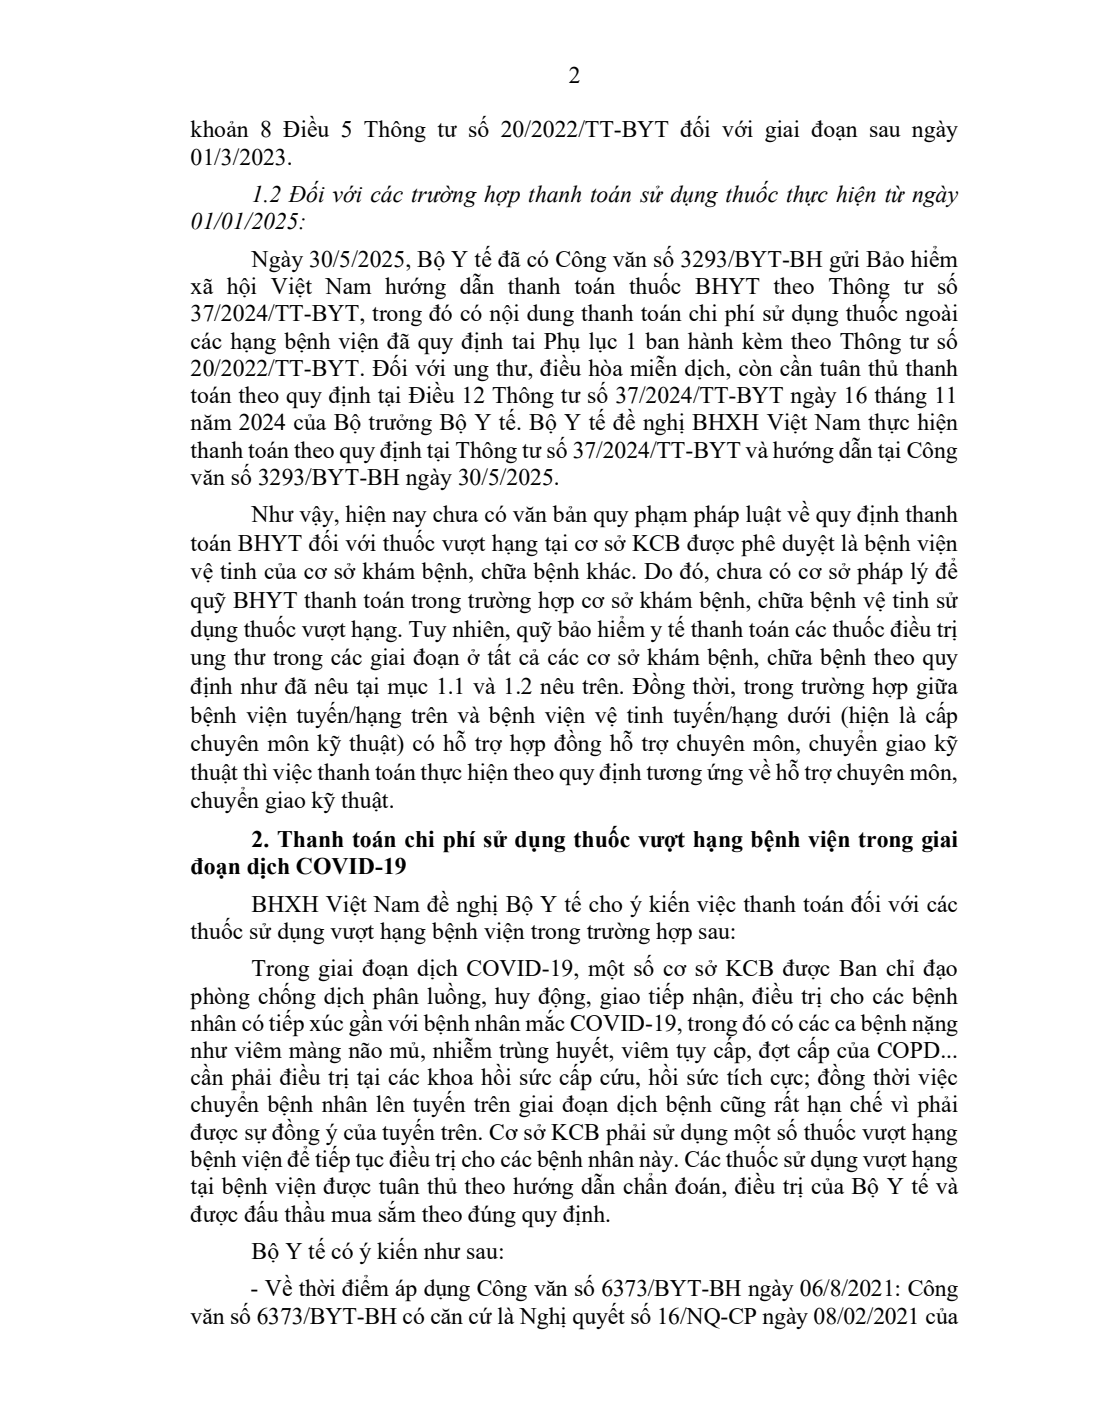 2
khoản 8 Điều 5 Thông tư số 20/2022/TT-BYT đối với giai đoạn sau ngày
01/3/2023.
1.2 Đối với các trường hợp thanh toán sử dụng thuốc thực hiện từ ngày
01/01/2025:
Ngày 30/5/2025, Bộ Y tế đã có Công văn số 3293/BYT-BH gửi Bảo hiểm
xã hội Việt Nam hướng dẫn thanh toán thuốc BHYT theo Thông tư số
37/2024/TT-BYT, trong đó có nội dung thanh toán chi phí sử dụng thuốc ngoài
các hạng bệnh viện đã quy định tai Phụ lục 1 ban hành kèm theo Thông tư số
20/2022/TT-BYT. Đối với ung thư, điều hòa miễn dịch, còn cần tuân thủ thanh
toán theo quy định tại Điều 12 Thông tư số 37/2024/TT-BYT ngày 16 tháng 11
năm 2024 của Bộ trưởng Bộ Y tế. Bộ Y tế đề nghị BHXH Việt Nam thực hiện
thanh toán theo quy định tại Thông tư số 37/2024/TT-BYT và hướng dẫn tại Công
văn số 3293/BYT-BH ngày 30/5/2025.
Như vậy, hiện nay chưa có văn bản quy phạm pháp luật về quy định thanh
toán BHYT đối với thuốc vượt hạng tại cơ sở KCB được phê duyệt là bệnh viện
vệ tinh của cơ sở khám bệnh, chữa bệnh khác. Do đó, chưa có cơ sở pháp lý để
quỹ BHYT thanh toán trong trường hợp cơ sở khám bệnh, chữa bệnh vệ tinh sử
dụng thuốc vượt hạng. Tuy nhiên, quỹ bảo hiểm y tế thanh toán các thuốc điều trị
ung thư trong các giai đoạn ở tất cả các cơ sở khám bệnh, chữa bệnh theo quy
định như đã nêu tại mục 1.1 và 1.2 nêu trên. Đồng thời, trong trường hợp giữa
bệnh viện tuyến/hạng trên và bệnh viện vệ tinh tuyến/hạng dưới (hiện là cấp
chuyên môn kỹ thuật) có hỗ trợ hợp đồng hỗ trợ chuyên môn, chuyển giao kỹ
thuật thì việc thanh toán thực hiện theo quy định tương ứng về hỗ trợ chuyên môn,
chuyển giao kỹ thuật.
2. Thanh toán chi phí sử dụng thuốc vượt hạng bệnh viện trong giai
đoạn dịch COVID-19
BHXH Việt Nam đề nghị Bộ Y tế cho ý kiến việc thanh toán đối với các
thuốc sử dụng vượt hạng bệnh viện trong trường hợp sau:
Trong giai đoạn dịch COVID-19, một số cơ sở KCB được Ban chỉ đạo
phòng chống dịch phân luồng, huy động, giao tiếp nhận, điều trị cho các bệnh
nhân có tiếp xúc gần với bệnh nhân mắc COVID-19, trong đó có các ca bệnh nặng
như viêm màng não mủ, nhiễm trùng huyết, viêm tụy cấp, đợt cấp của COPD...
cần phải điều trị tại các khoa hồi sức cấp cứu, hồi sức tích cực; đồng thời việc
chuyển bệnh nhân lên tuyến trên giai đoạn dịch bệnh cũng rất hạn chế vì phải
được sự đồng ý của tuyến trên. Cơ sở KCB phải sử dụng một số thuốc vượt hạng
bệnh viện để tiếp tục điều trị cho các bệnh nhân này. Các thuốc sử dụng vượt hạng
tại bệnh viện được tuân thủ theo hướng dẫn chẩn đoán, điều trị của Bộ Y tế và
được đấu thầu mua sắm theo đúng quy định.
Bộ Y tế có ý kiến như sau:
- Về thời điểm áp dụng Công văn số 6373/BYT-BH ngày 06/8/2021: Công
văn số 6373/BYT-BH có căn cứ là Nghị quyết số 16/NQ-CP ngày 08/02/2021 của